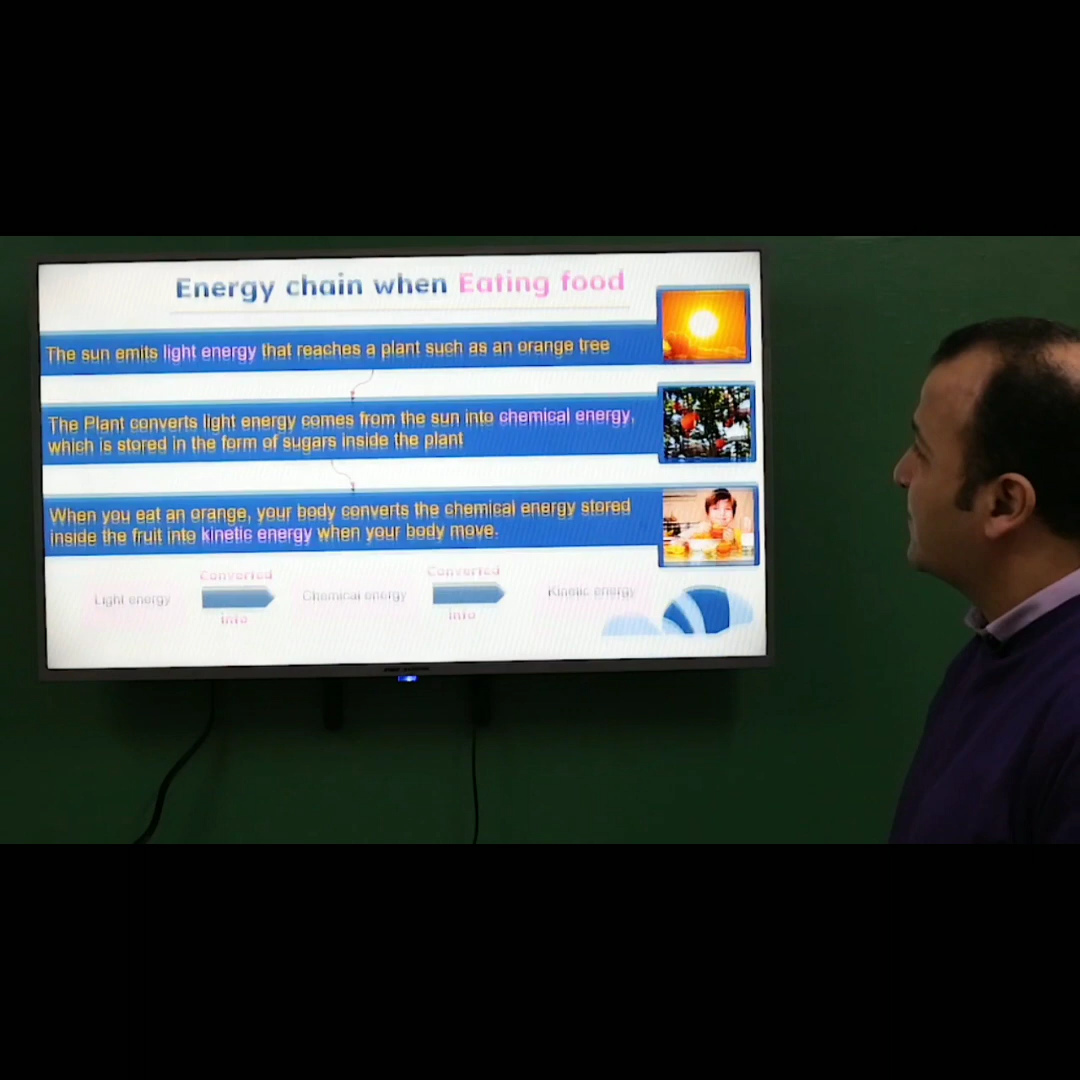 Energy chain when Eating food
The sun emits light energy that reaches a plant such as an orange tree
The Plant converts light energy comes from the sun into chemical energy,
which is stored in the form of sugars inside the plant
When you eat an orange, your body converts the chemical energy stored
inside the fruit into kinetic energy when your body move.
Light energy
Converted
into
Chemical energy
Converted
into
Kinetic energy